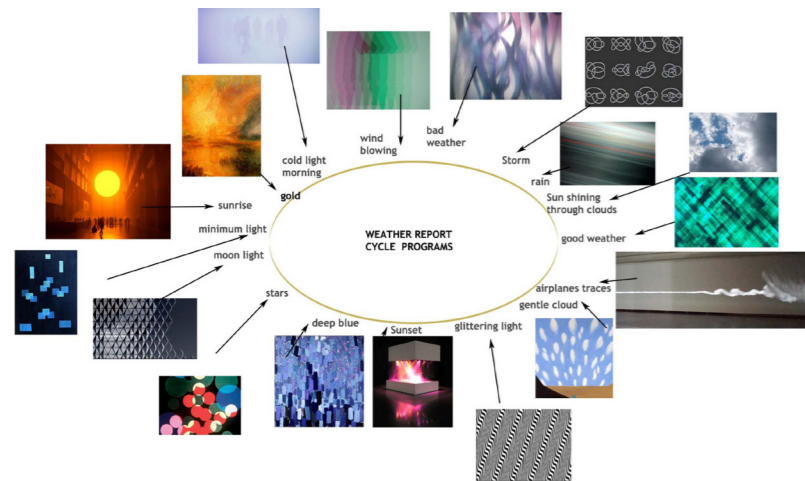 wind
blowing
bad
weather
cold light
morning
Storm
rain
gold
Sun shining
through clouds
sunrise
minimum light
WEATHER REPORT
CYCLE PROGRAMS
good weather
moon light
stars
airplanes traces
gentle cloud
deep blue
Sunset
glittering light